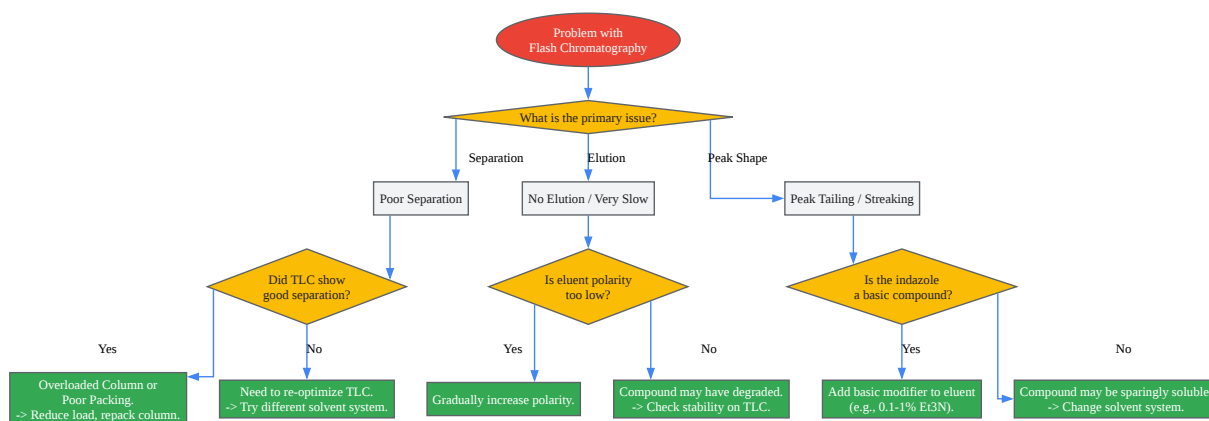 Problem with
Flash Chromatography
What is the primary issue?
Separation
Elution
Peak Shape
Poor Separation
No Elution / Very Slow
Peak Tailing / Streaking
Did TLC show
good separation?
Is eluent polarity
too low?
Is the indazole
a basic compound?
Yes
No
Yes
No
Yes
No
Overloaded Column or
Poor Packing.
-> Reduce load, repack column.
Need to re-optimize TLC.
-> Try different solvent system.
Gradually increase polarity.
Compound may have degraded.
-> Check stability on TLC.
Add basic modifier to eluent
(e.g., 0.1-1% Et3N).
Compound may be sparingly soluble
-> Change solvent system.